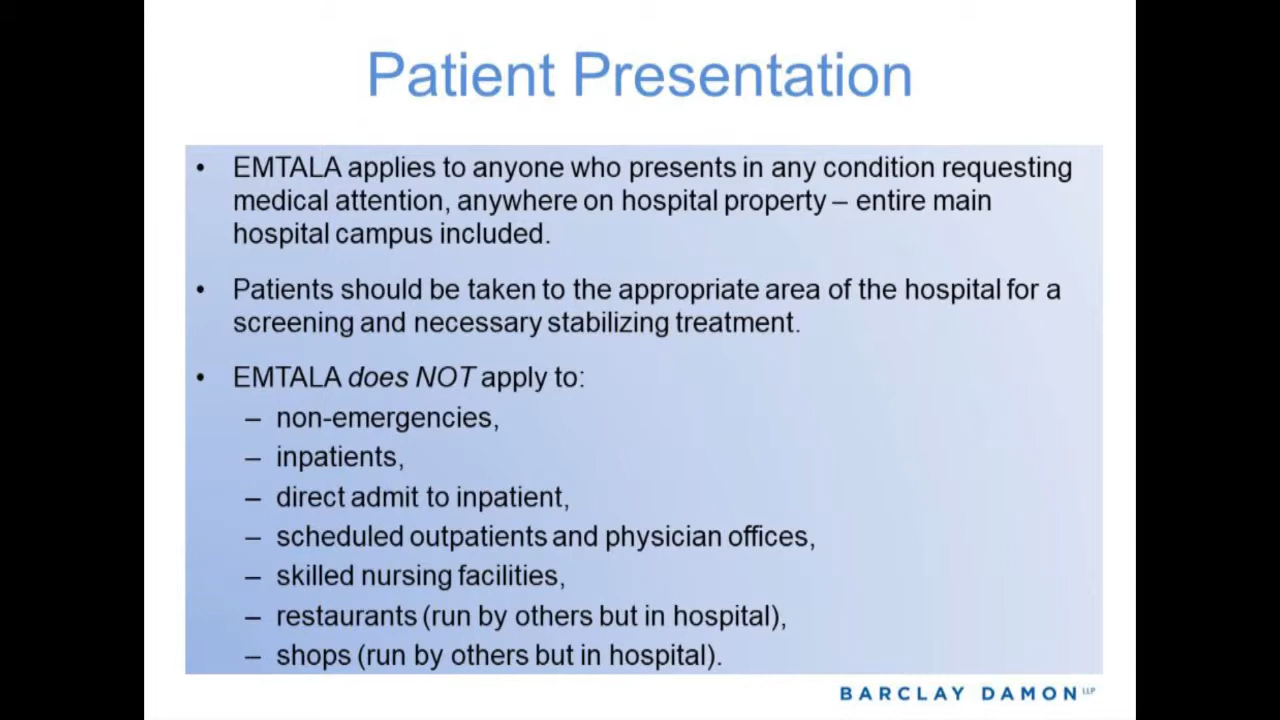 Patient Presentation
• EMTALA applies to anyone who presents in any condition requesting
medical attention, anywhere on hospital property – entire main
hospital campus included.
• Patients should be taken to the appropriate area of the hospital for a
screening and necessary stabilizing treatment.
• EMTALA does NOT apply to:
– non-emergencies,
– inpatients,
– direct admit to inpatient,
– scheduled outpatients and physician offices,
– skilled nursing facilities,
– restaurants (run by others but in hospital),
– shops (run by others but in hospital).
BARCLAY DAMON LLP